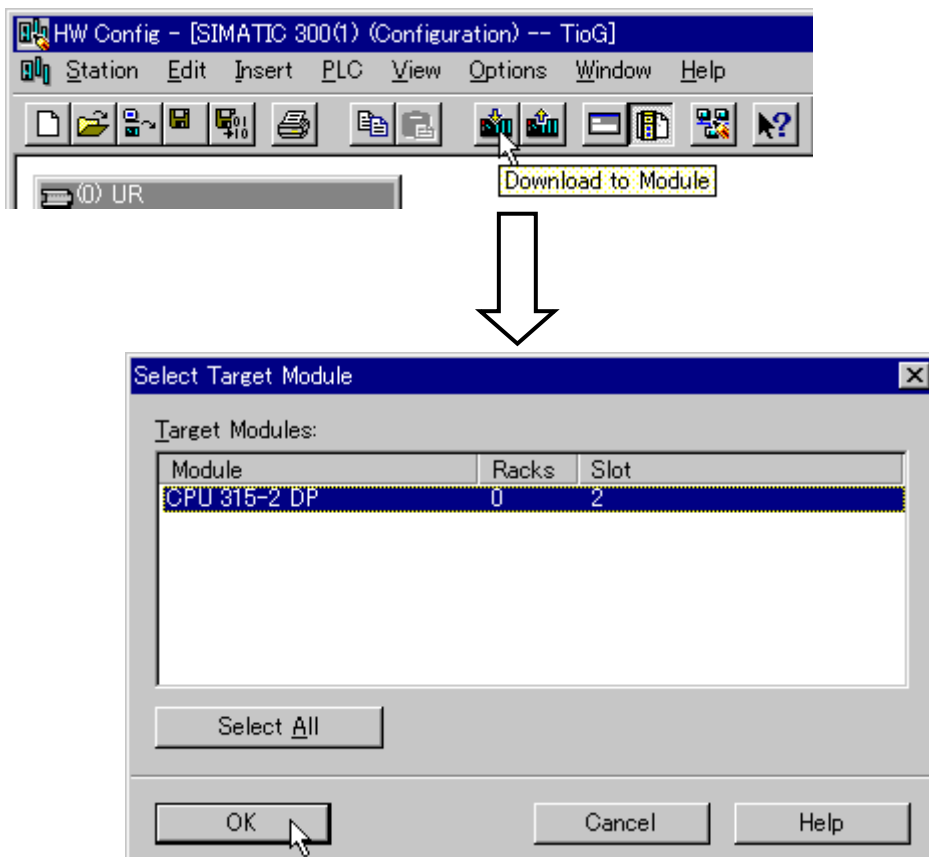 HW Config - [SIMATIC 300(1) (Configuration) -- TioG]
Station Edit Insert PLC View Options Window Help
(0) UR
Download to Module
Select Target Module
Target Modules:
Module Racks Slot
CPU 315-2 DP 0 2
Select All
OK Cancel Help